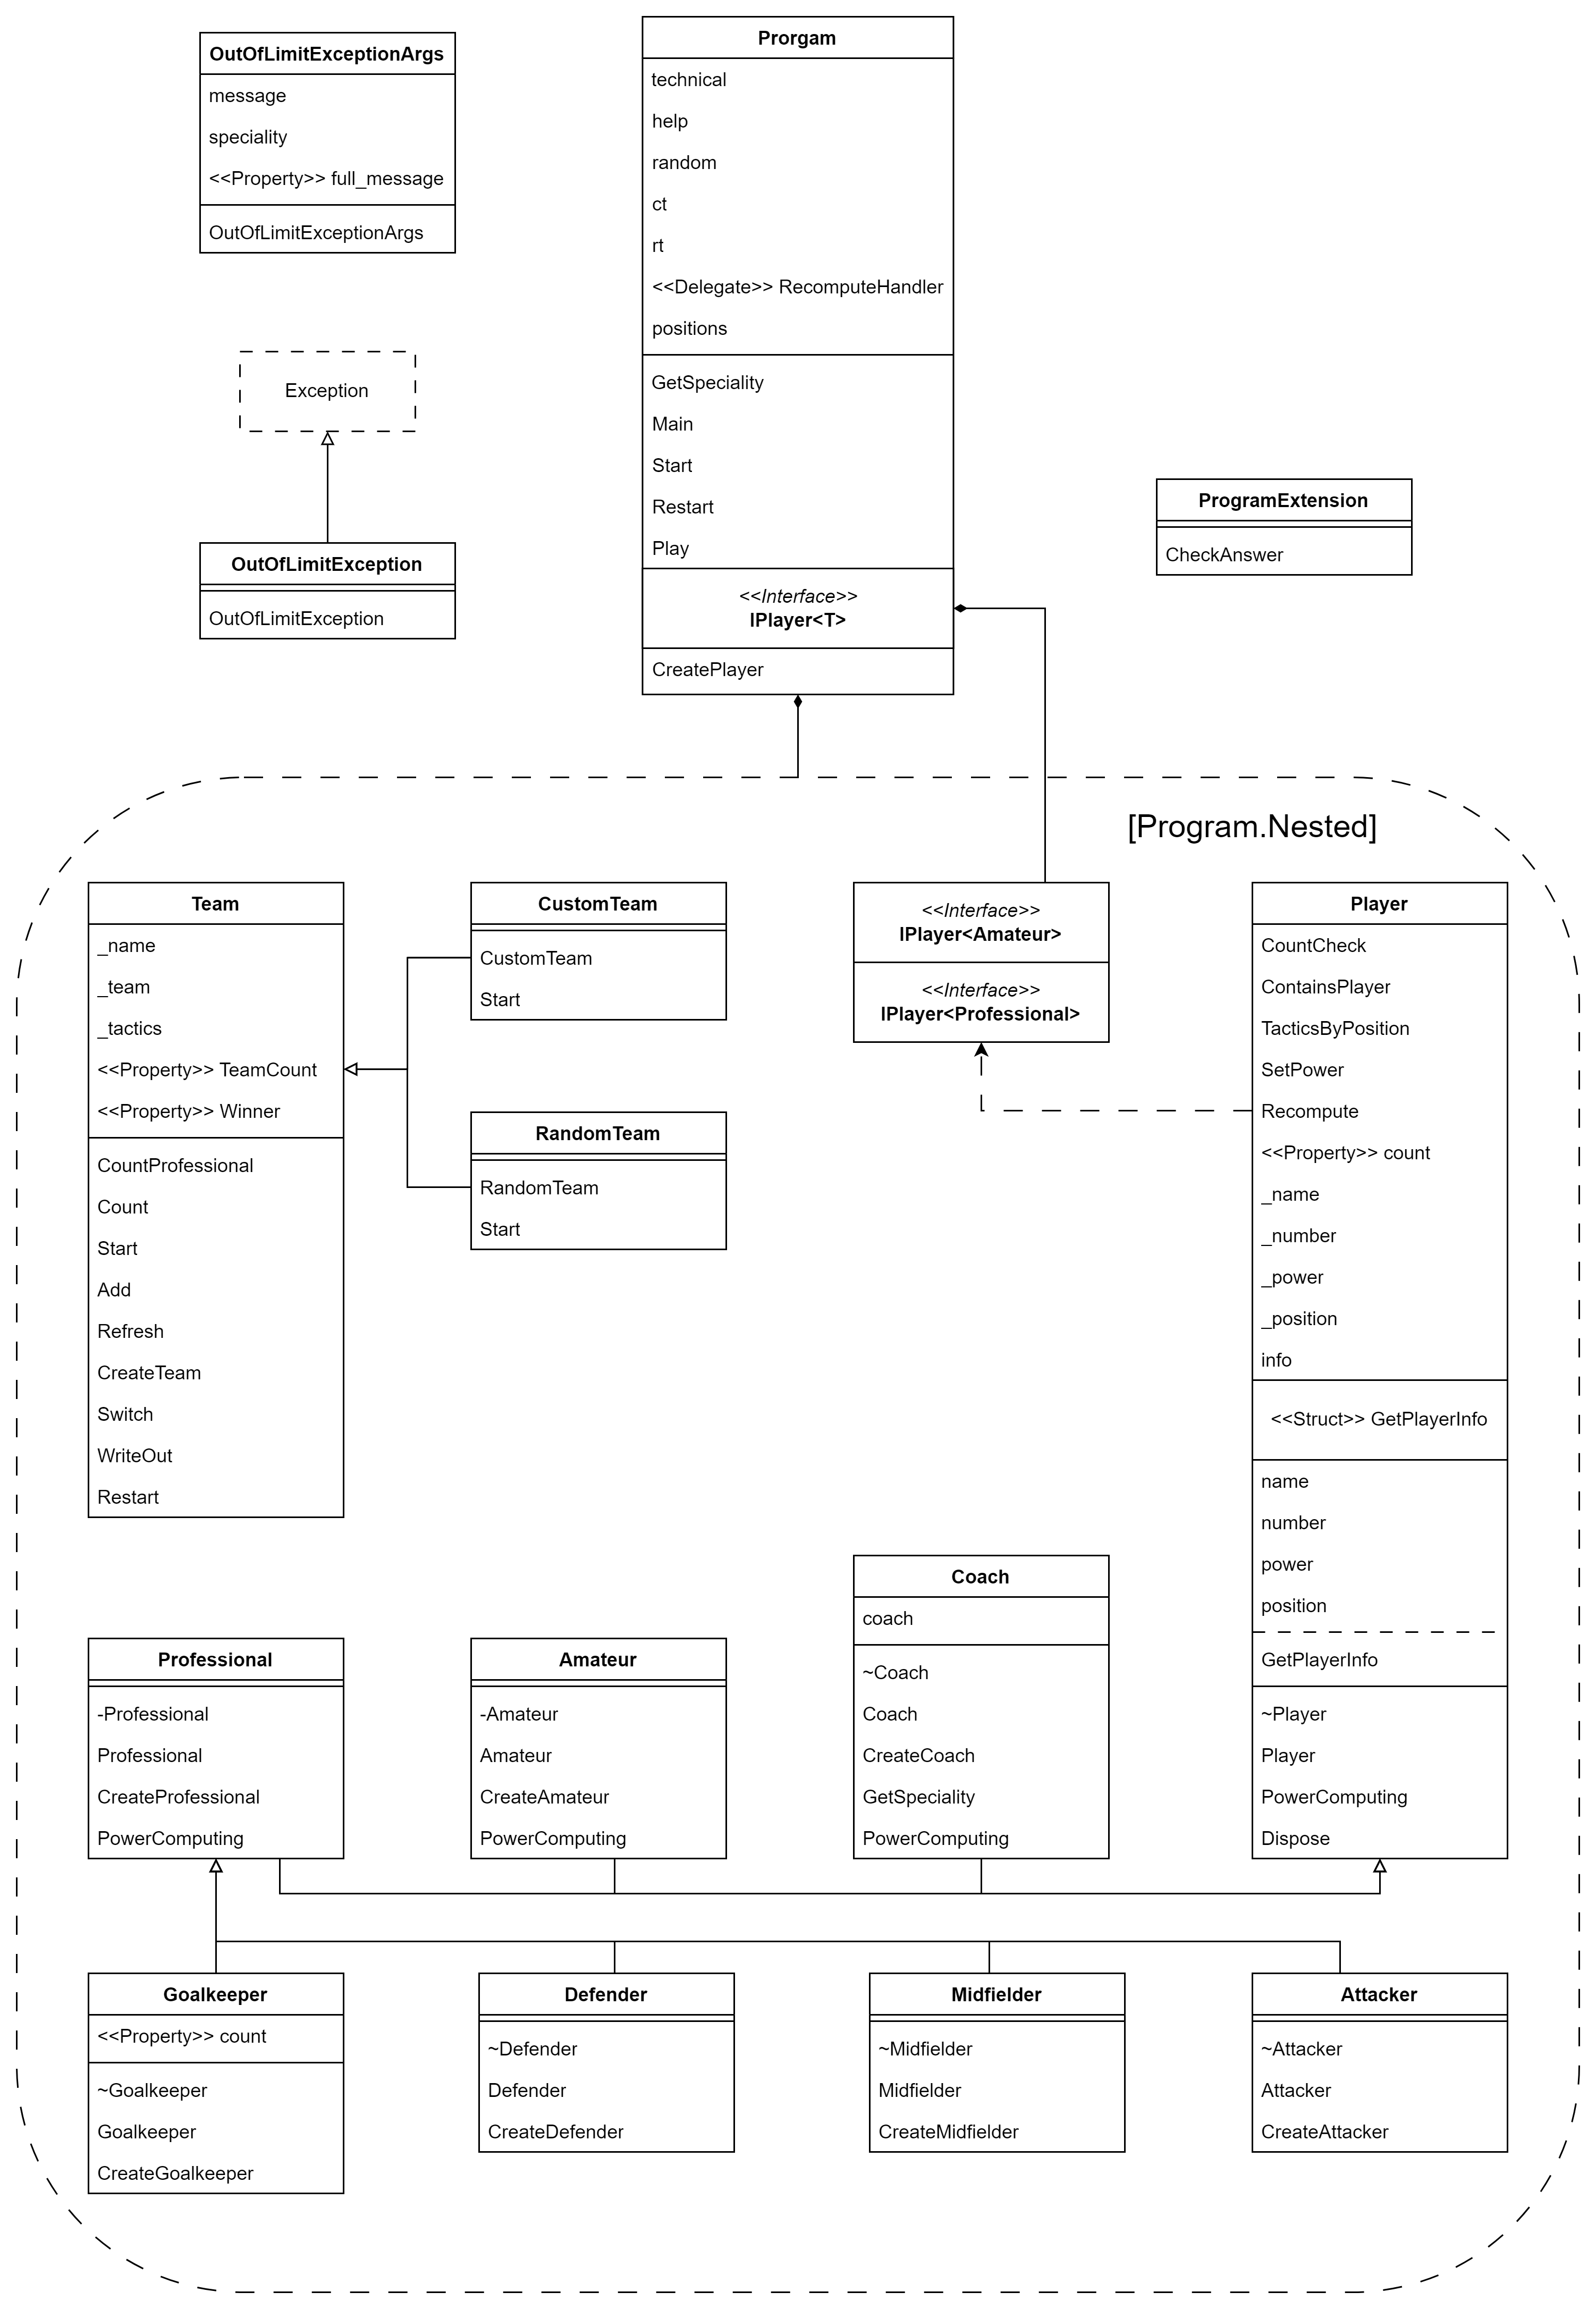 OutOfLimitExceptionArgs
message
speciality
<<Property>> full_message
OutOfLimitExceptionArgs
Prorgam
technical
help
random
ct
rt
<<Delegate>> RecomputeHandler
positions
GetSpeciality
Main
Start
Restart
Play
<<Interface>>
IPlayer<T>
CreatePlayer
Exception
OutOfLimitException
OutOfLimitException
ProgramExtension
CheckAnswer
[Program.Nested]
Team
_name
_team
_tactics
<<Property>> TeamCount
<<Property>> Winner
CountProfessional
Count
Start
Add
Refresh
CreateTeam
Switch
WriteOut
Restart
CustomTeam
CustomTeam
Start
RandomTeam
RandomTeam
Start
<<Interface>>
IPlayer<Amateur>
<<Interface>>
IPlayer<Professional>
Player
CountCheck
ContainsPlayer
TacticsByPosition
SetPower
Recompute
<<Property>> count
_name
_number
_power
_position
info
<<Struct>> GetPlayerInfo
name
number
power
position
GetPlayerInfo
~Player
Player
PowerComputing
Dispose
Professional
-Professional
Professional
CreateProfessional
PowerComputing
Amateur
-Amateur
Amateur
CreateAmateur
PowerComputing
Coach
coach
~Coach
Coach
CreateCoach
GetSpeciality
PowerComputing
Goalkeeper
<<Property>> count
~Goalkeeper
Goalkeeper
CreateGoalkeeper
Defender
~Defender
Defender
CreateDefender
Midfielder
~Midfielder
Midfielder
CreateMidfielder
Attacker
~Attacker
Attacker
CreateAttacker